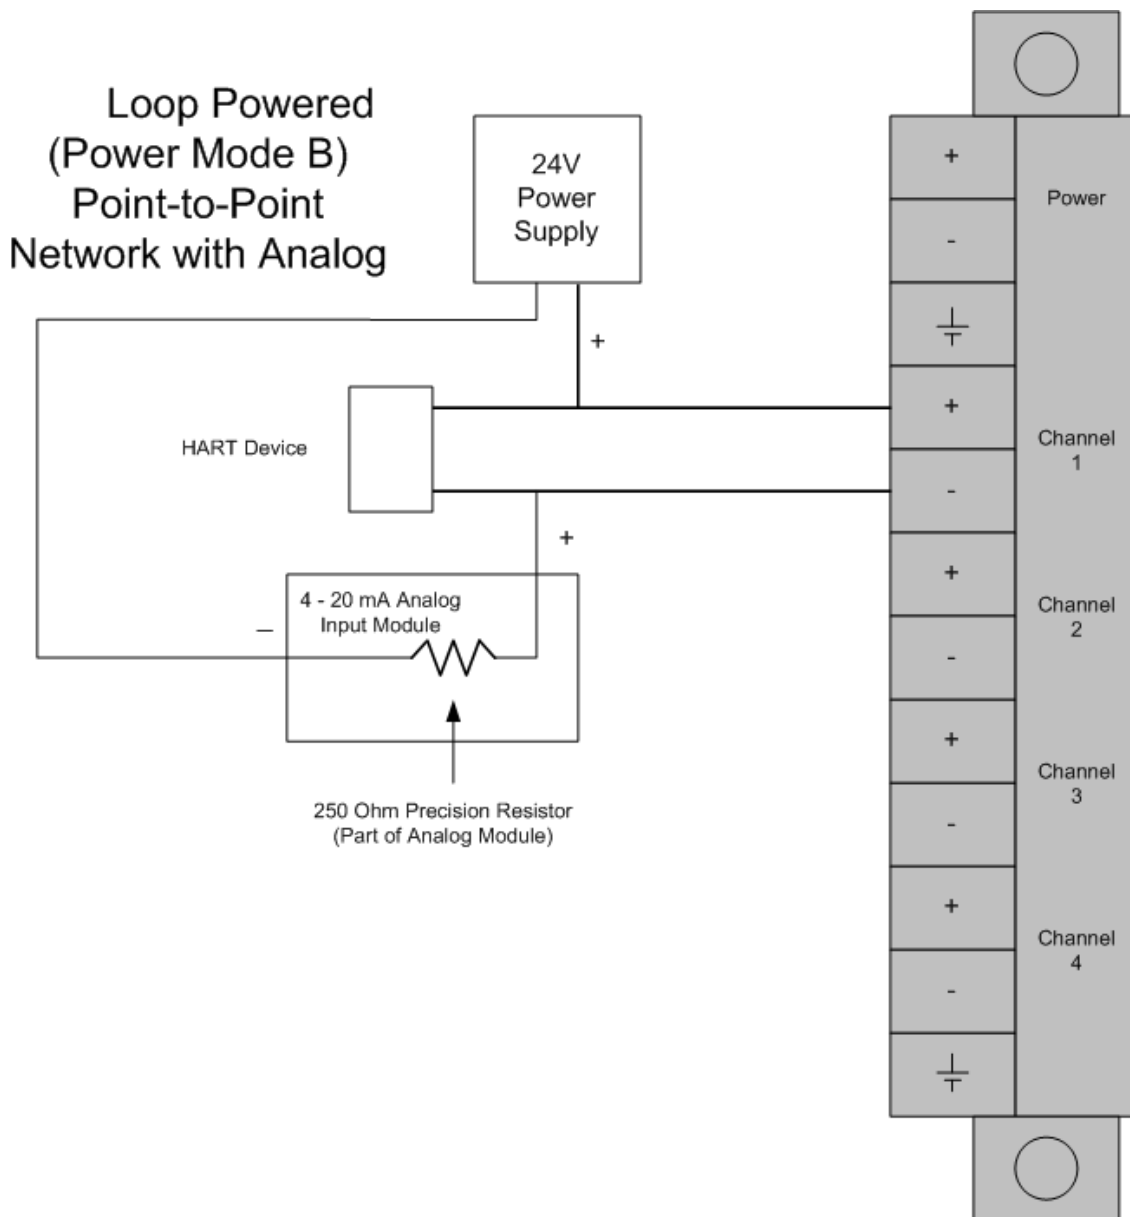 Loop Powered
(Power Mode B)
Point-to-Point
Network with Analog
24V
Power
Supply
+
HART Device
+
4 - 20 mA Analog
Input Module
–
250 Ohm Precision Resistor
(Part of Analog Module)
+
-
Power
+
-
Channel
1
+
-
Channel
2
+
-
Channel
3
+
-
Channel
4